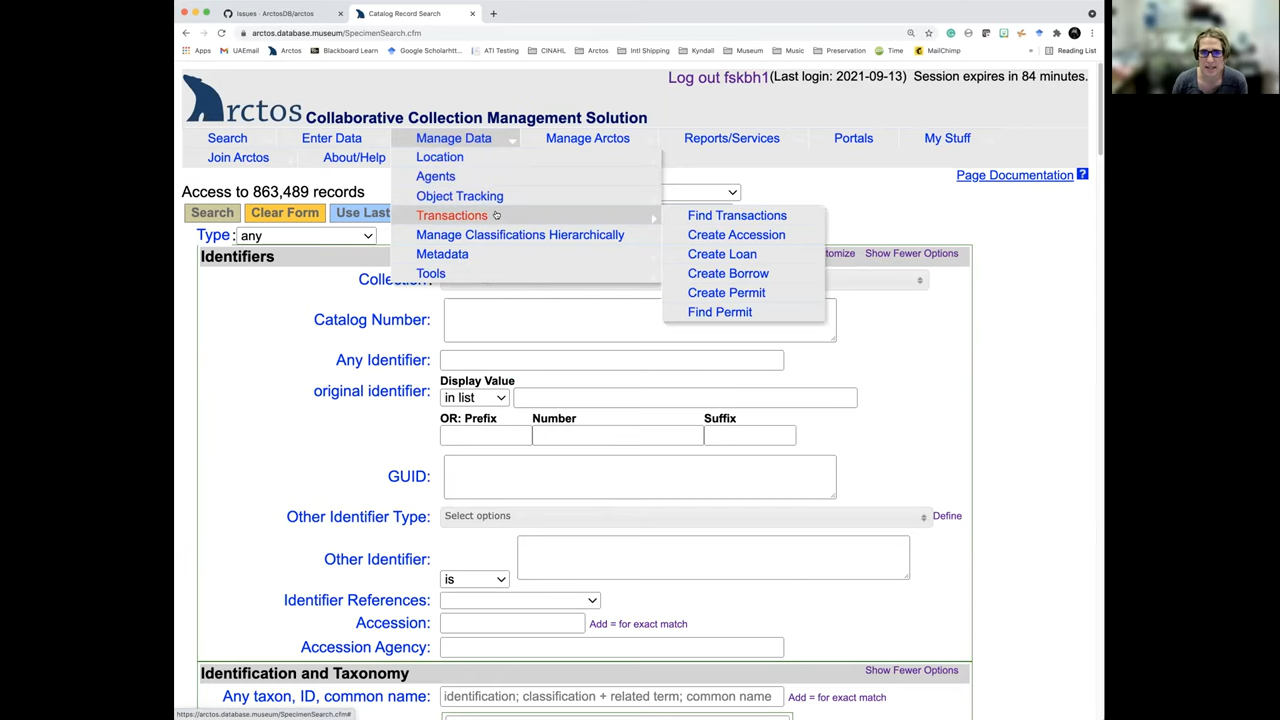 Issues · ArctosDB/arctos
Catalog Record Search
arctos.database.museum/SpecimenSearch.cfm
Apps UAEmail Arctos Blackboard Learn Google Scholarhtt... ATI Testing CINAHL Arctos Intl Shipping Kyndall Museum Music Preservation Time MailChimp » Reading List
Log out fskbh1(Last login: 2021-09-13) Session expires in 84 minutes.
Arctos Collaborative Collection Management Solution
Search Enter Data Manage Data Manage Arctos Reports/Services Portals My Stuff
Join Arctos About/Help Location
Page Documentation ?
Agents
Access to 863,489 records Object Tracking
Search Clear Form Use Last Transactions Find Transactions
Type: any Manage Classifications Hierarchically Create Accession
Identifiers Metadata Create Loan tomize Show Fewer Options
Tools Create Borrow
Create Permit
Find Permit
Catalog Number:
Any Identifier:
Display Value
original identifier: in list
OR: Prefix Number Suffix
GUID:
Other Identifier Type: Select options Define
Other Identifier:
is
Identifier References:
Accession: Add = for exact match
Accession Agency:
Identification and Taxonomy Show Fewer Options
Any taxon, ID, common name: identification; classification + related term; common name Add = for exact match
https://arctos.database.museum/SpecimenSearch.cfm#